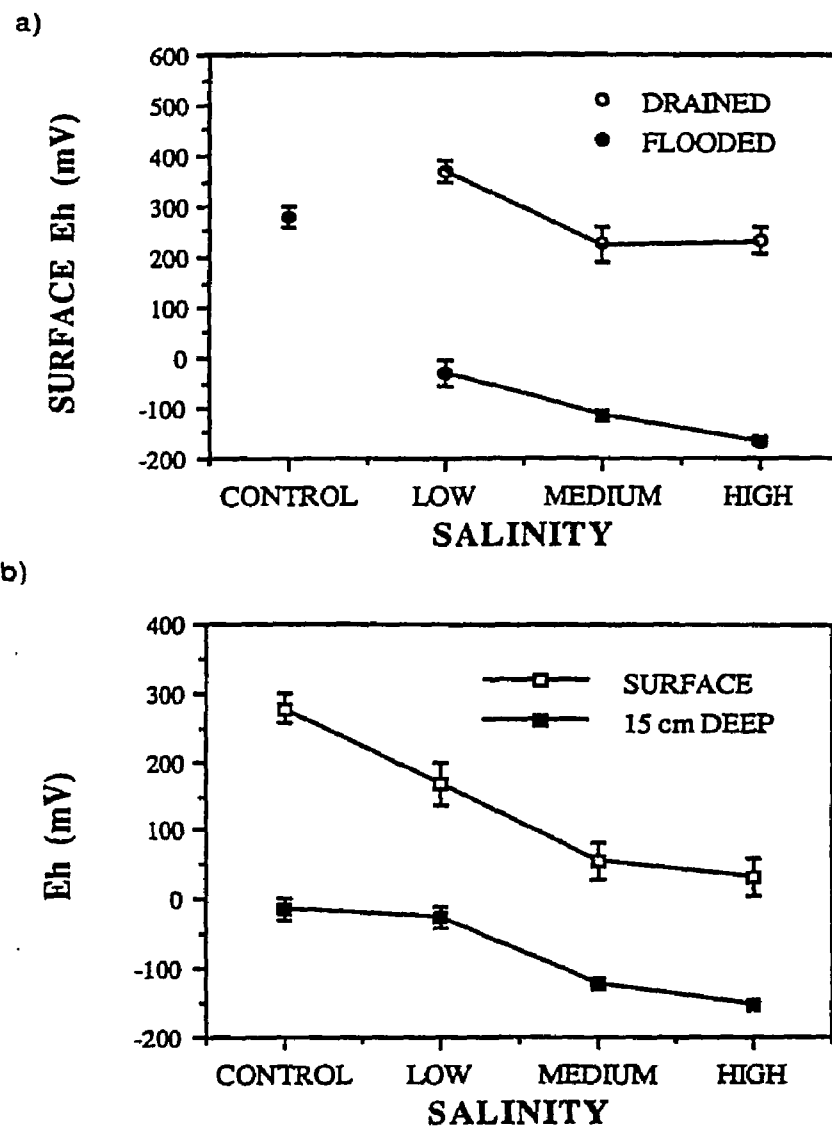 a)
600
500
400
300
200
100
0
-100
-200
SURFACE Eh (mV)
DRAINED
FLOODED
CONTROL LOW MEDIUM HIGH
SALINITY
b)
400
300
200
100
0
-100
-200
Eh (mV)
SURFACE
15 cm DEEP
CONTROL LOW MEDIUM HIGH
SALINITY